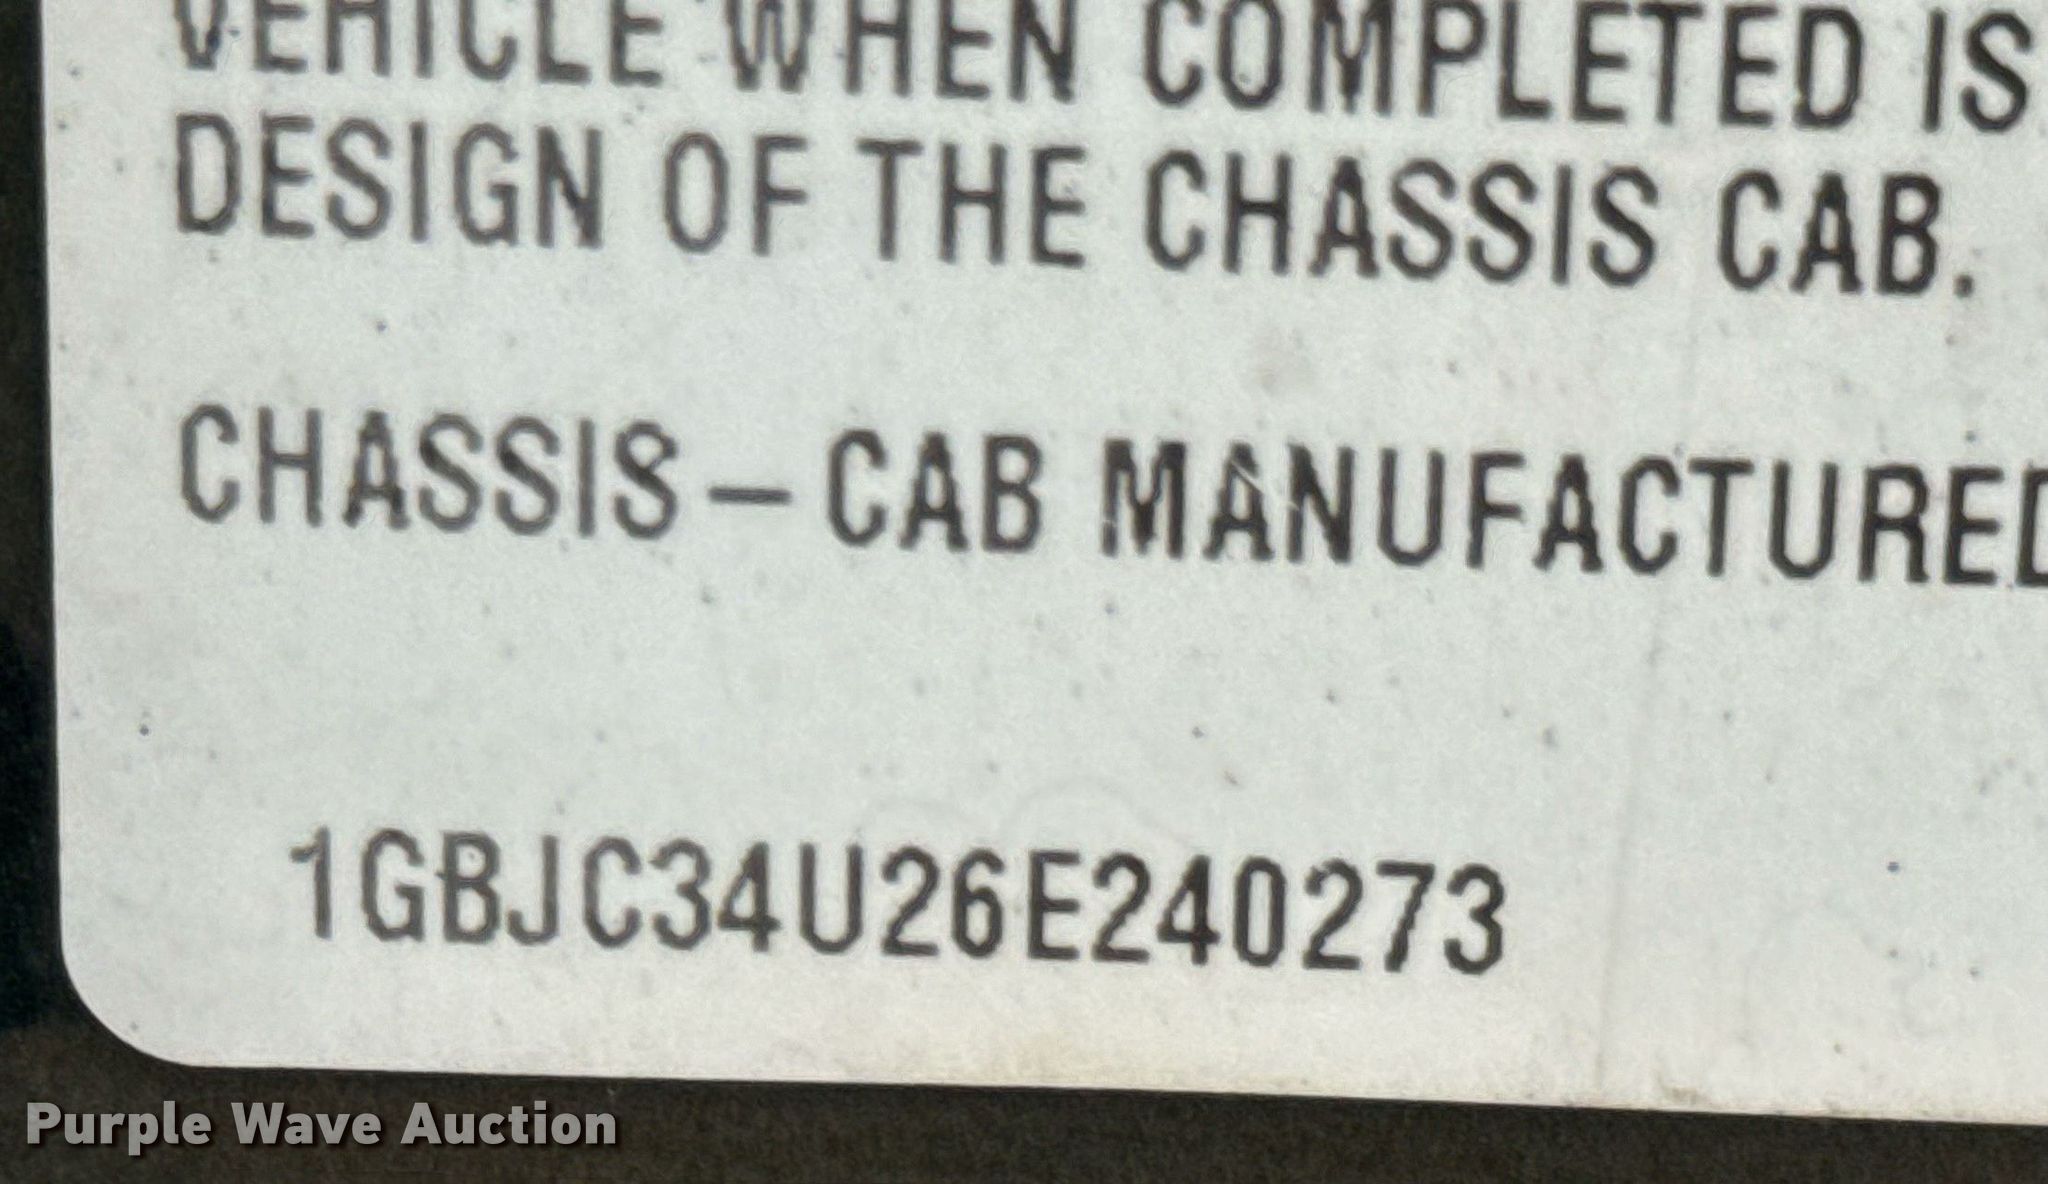 VEHICLE WHEN COMPLETED IS
DESIGN OF THE CHASSIS CAB.
CHASSIS – CAB MANUFACTURED
1GBJC34U26E240273
Purple Wave Auction